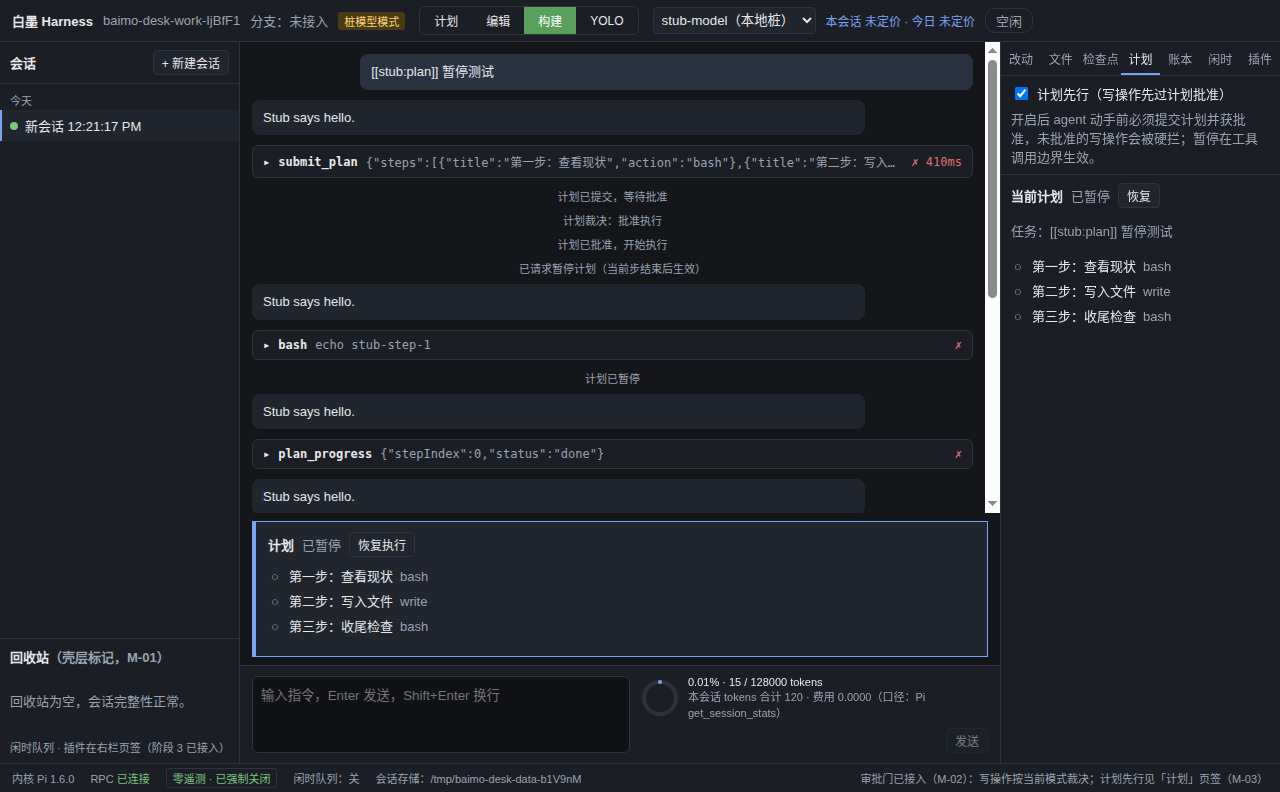 白墨 Harness baimo-desk-work-IjBfF1 分支：未接入 桩模型模式 计划 编辑 构建 YOLO stub-model（本地桩） 本会话 未定价 · 今日 未定价 空闲
会话 + 新建会话
今天
新会话 12:21:17 PM
回收站（壳层标记，M-01）
回收站为空，会话完整性正常。
闲时队列 · 插件在右栏页签（阶段 3 已接入）
[[stub:plan]] 暂停测试
Stub says hello.
▸ submit_plan {"steps":[{"title":"第一步：查看现状","action":"bash"},{"title":"第二步：写入… ✗ 410ms
计划已提交，等待批准
计划裁决：批准执行
计划已批准，开始执行
已请求暂停计划（当前步结束后生效）
Stub says hello.
▸ bash echo stub-step-1 ✗
计划已暂停
Stub says hello.
▸ plan_progress {"stepIndex":0,"status":"done"} ✗
Stub says hello.
计划 已暂停 恢复执行
○ 第一步：查看现状 bash
○ 第二步：写入文件 write
○ 第三步：收尾检查 bash
输入指令，Enter 发送，Shift+Enter 换行
0.01% · 15 / 128000 tokens
本会话 tokens 合计 120 · 费用 0.0000（口径：Pi
get_session_stats）
发送
改动 文件 检查点 计划 账本 闲时 插件
计划先行（写操作先过计划批准）
开启后 agent 动手前必须提交计划并获批
准，未批准的写操作会被硬拦；暂停在工具
调用边界生效。
当前计划 已暂停 恢复
任务：[[stub:plan]] 暂停测试
○ 第一步：查看现状 bash
○ 第二步：写入文件 write
○ 第三步：收尾检查 bash
内核 Pi 1.6.0 RPC 已连接 零遥测 · 已强制关闭 闲时队列：关 会话存储：/tmp/baimo-desk-data-b1V9nM 审批门已接入（M-02）：写操作按当前模式裁决；计划先行见「计划」页签（M-03）